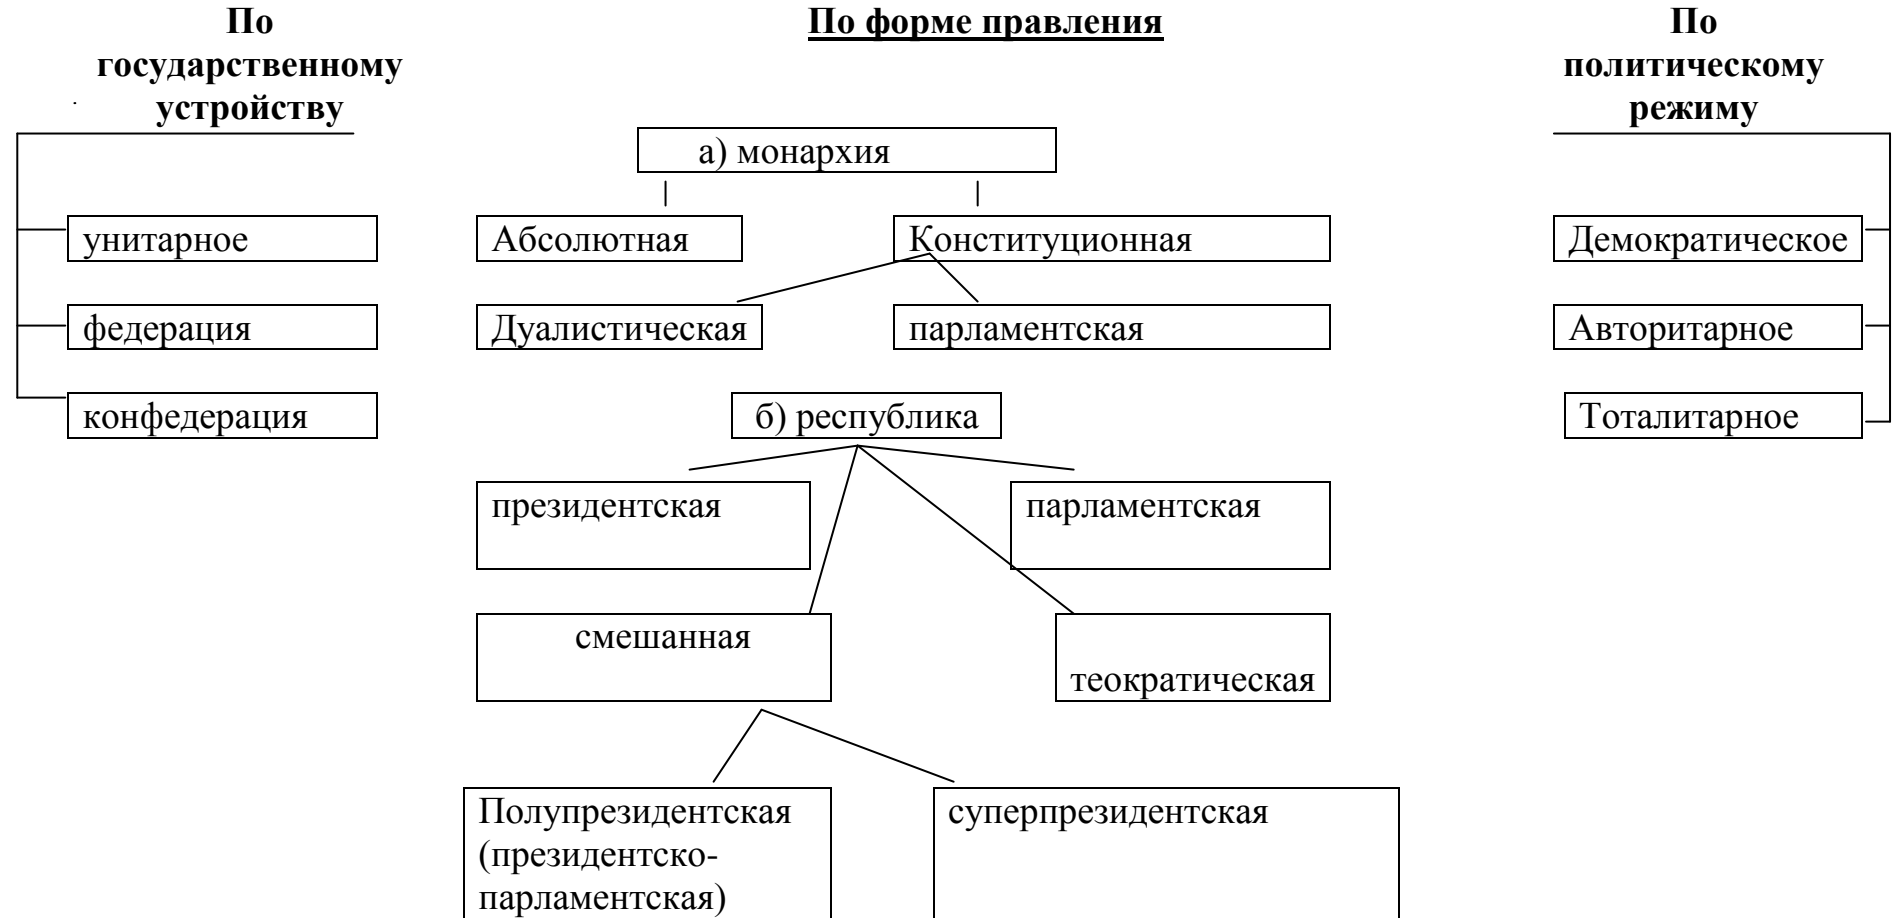 По
государственному
устройству
По форме правления
По
политическому
режиму
а) монархия
унитарное
Абсолютная
Конституционная
Демократическое
федерация
Дуалистическая
парламентская
Авторитарное
конфедерация
б) республика
Тоталитарное
президентская
парламентская
смешанная
теократическая
Полупрезидентская
(президентско-
парламентская)
суперпрезидентская